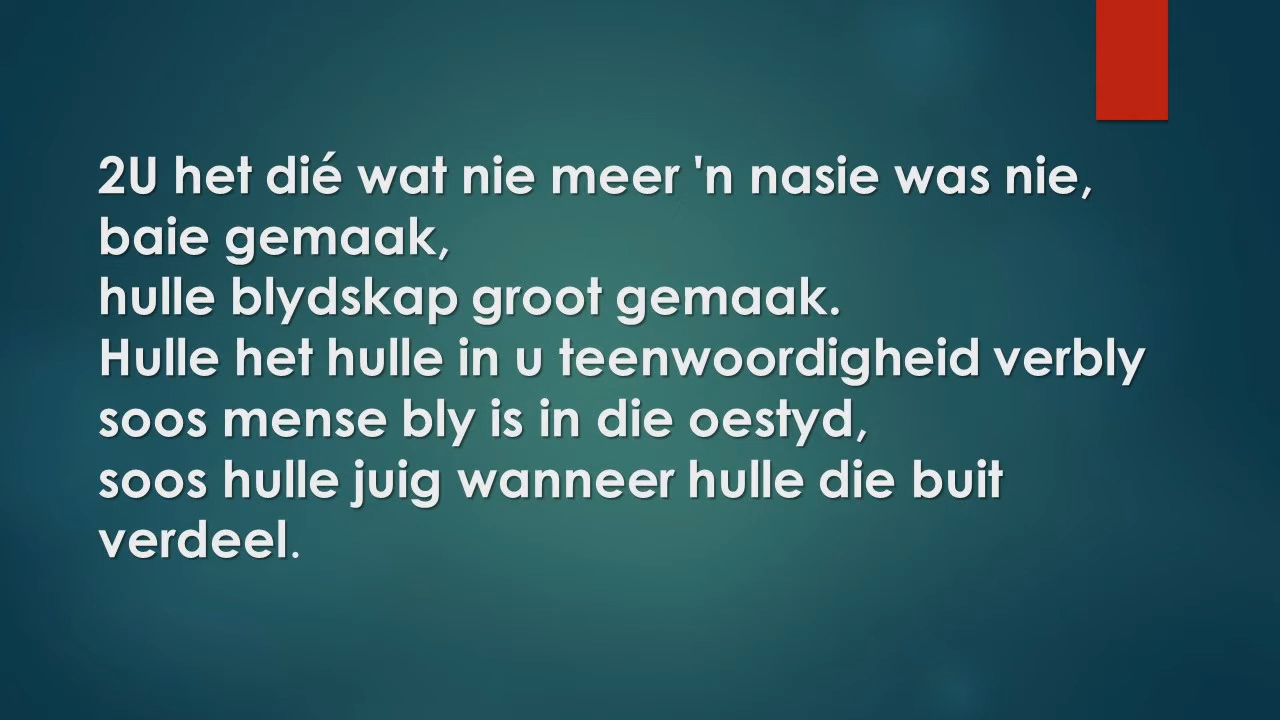 2U het dié wat nie meer 'n nasie was nie,
baie gemaak,
hulle blydskap groot gemaak.
Hulle het hulle in u teenwoordigheid verbly
soos mense bly is in die oestyd,
soos hulle juig wanneer hulle die buit
verdeel.